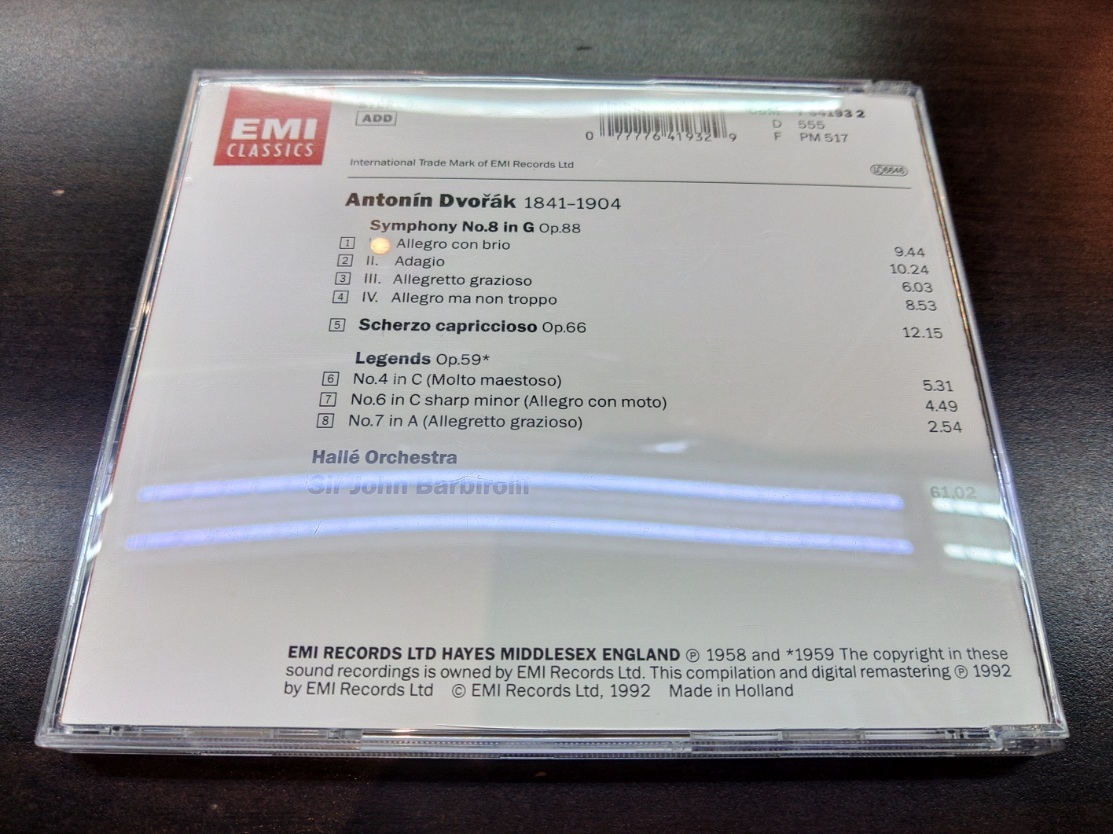 EMI
CLASSICS
ADD
0 77776 41932 9
4193 2
D 555
F PM 517
International Trade Mark of EMI Records Ltd
Antonín Dvořák 1841–1904
Symphony No.8 in G Op.88
1 Allegro con brio 9.44
2 II. Adagio 10.24
3 III. Allegretto grazioso 6.03
4 IV. Allegro ma non troppo 8.53
5 Scherzo capriccioso Op.66 12.15
Legends Op.59*
6 No.4 in C (Molto maestoso) 5.31
7 No.6 in C sharp minor (Allegro con moto) 4.49
8 No.7 in A (Allegretto grazioso) 2.54
Hallé Orchestra
Sir John Barbirolli 61.02
EMI RECORDS LTD HAYES MIDDLESEX ENGLAND ℗ 1958 and *1959 The copyright in these
sound recordings is owned by EMI Records Ltd. This compilation and digital remastering ℗ 1992
by EMI Records Ltd © EMI Records Ltd, 1992 Made in Holland